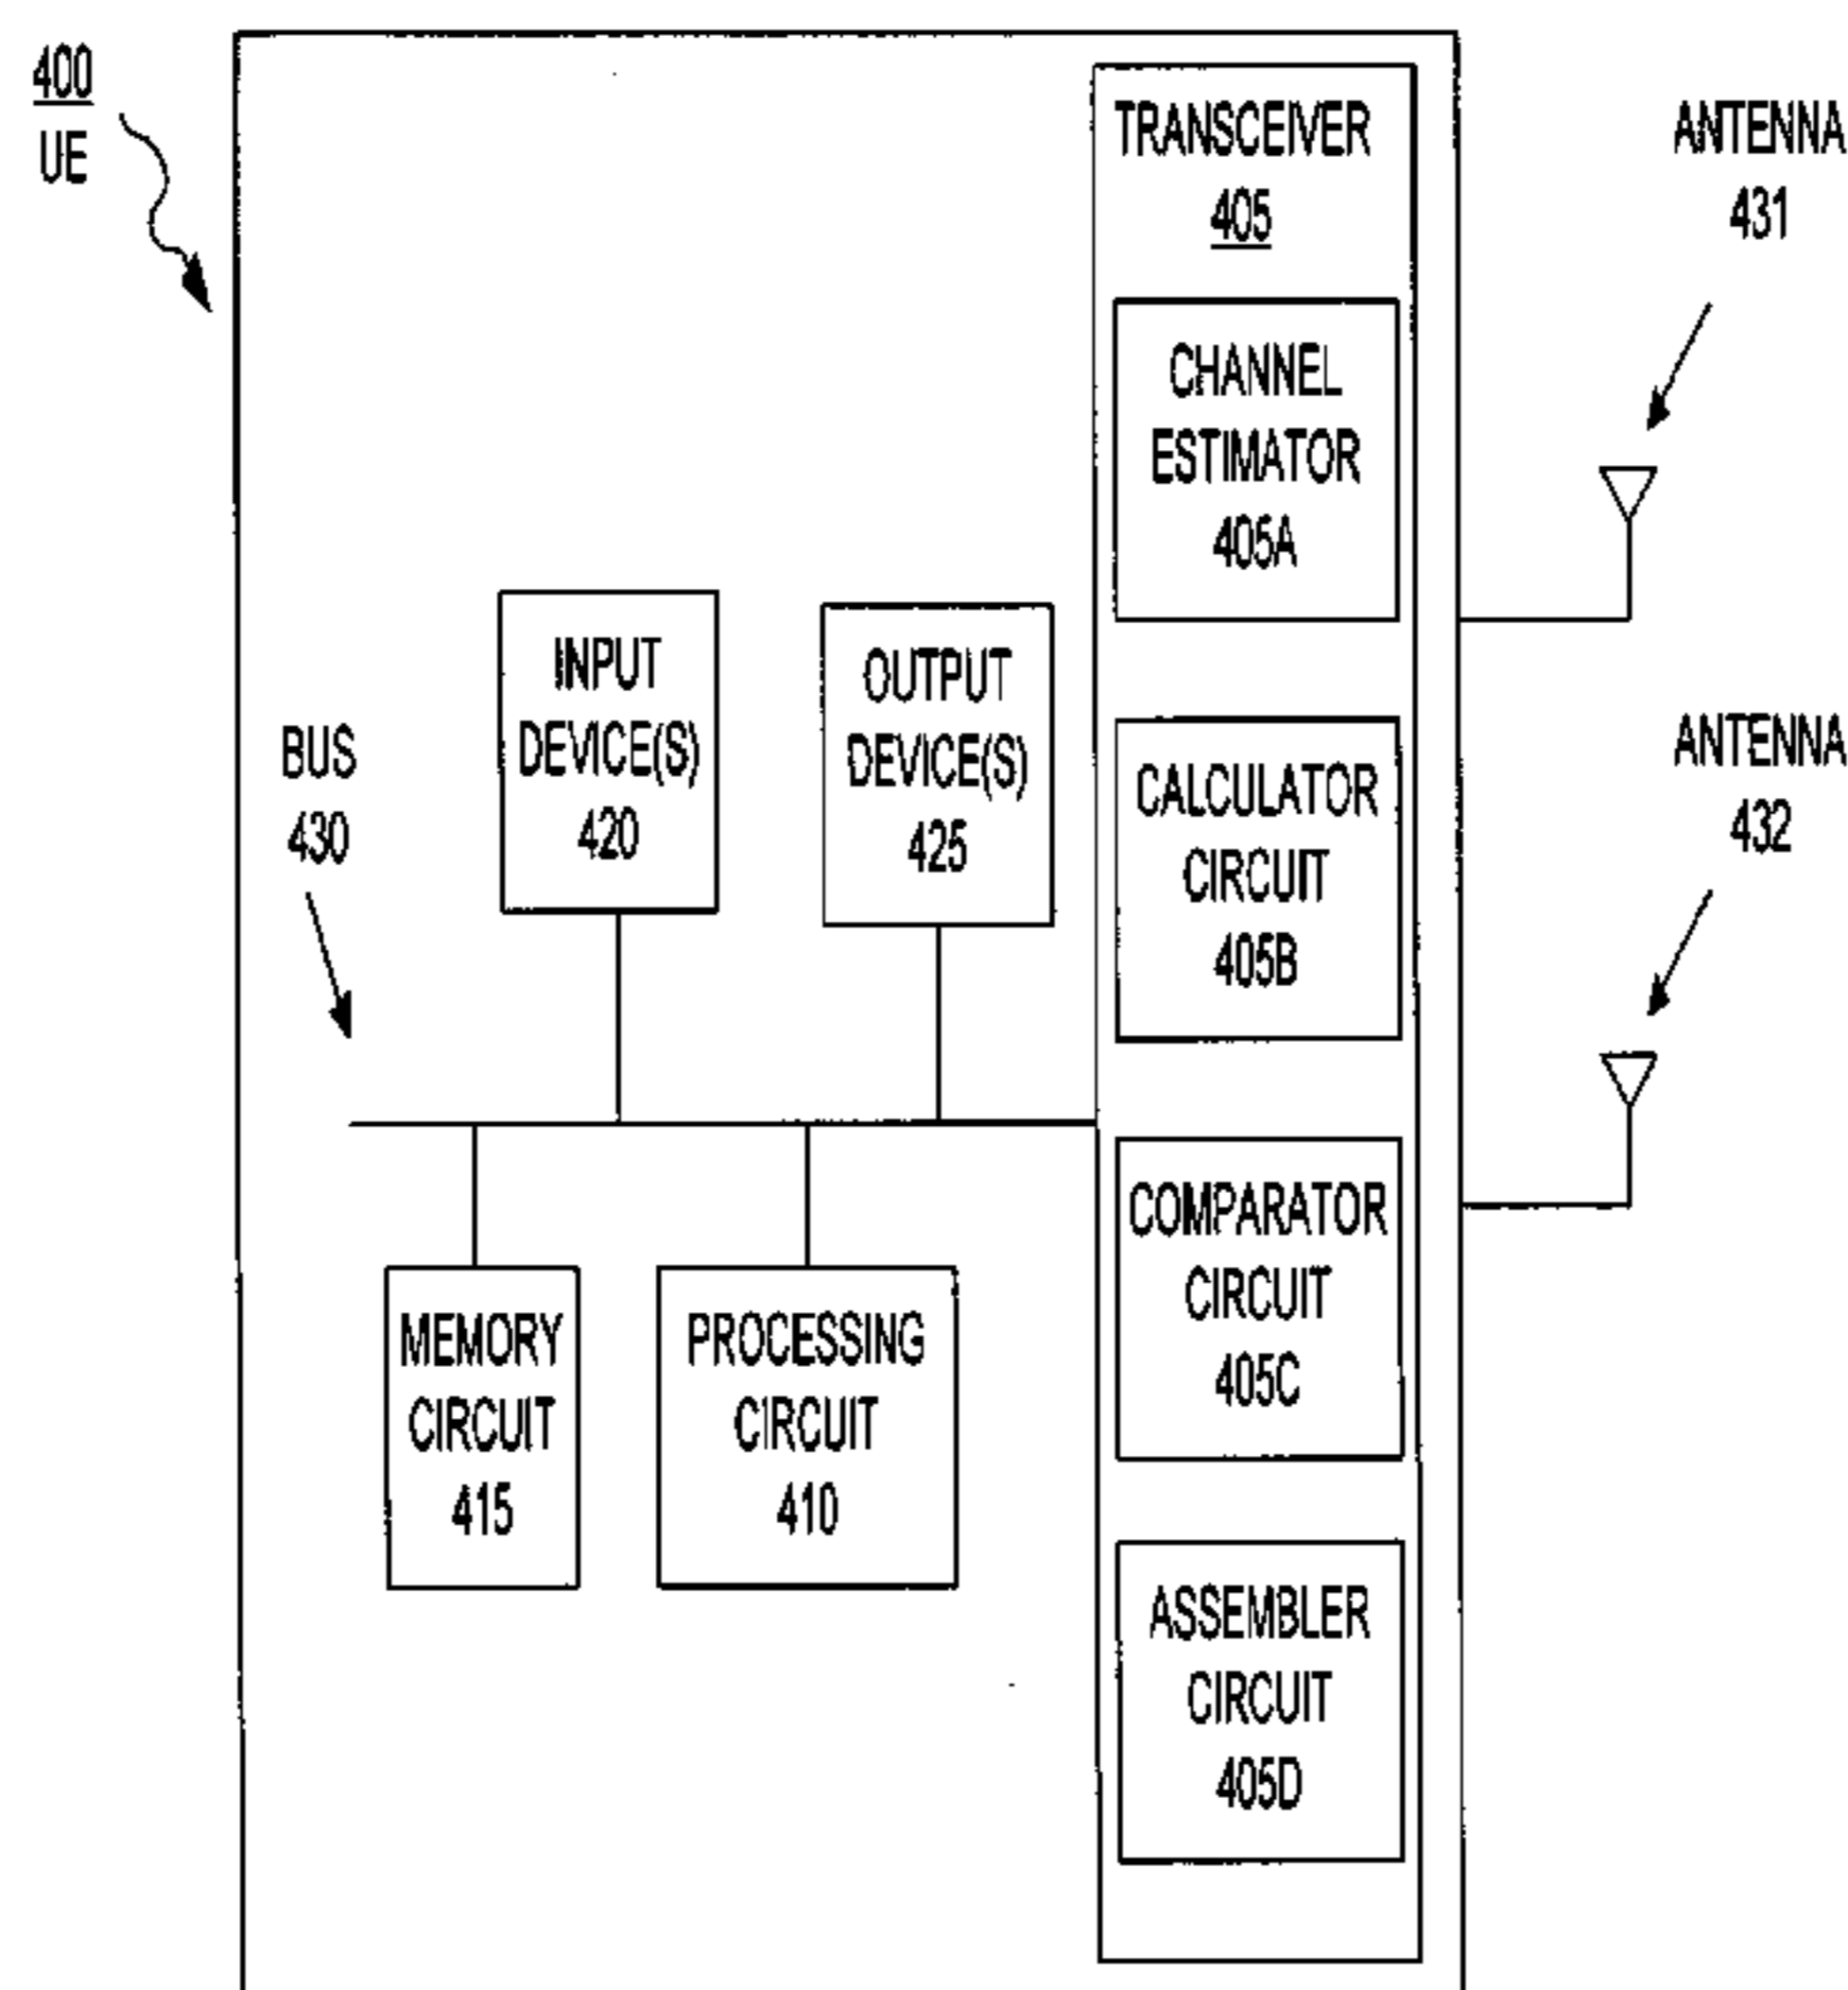 400
UE
TRANSCEIVER
405
CHANNEL
ESTIMATOR
405A
CALCULATOR
CIRCUIT
405B
COMPARATOR
CIRCUIT
405C
ASSEMBLER
CIRCUIT
405D
INPUT
DEVICE(S)
420
OUTPUT
DEVICE(S)
425
BUS
430
MEMORY
CIRCUIT
415
PROCESSING
CIRCUIT
410
ANTENNA
431
ANTENNA
432